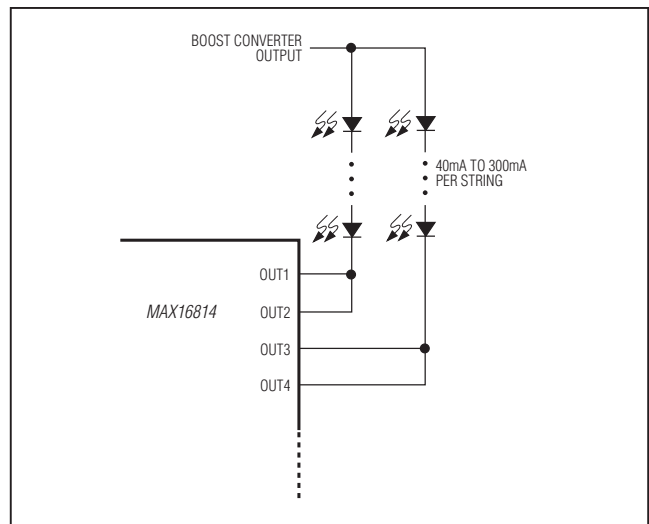 BOOST CONVERTER
OUTPUT
40mA TO 300mA
PER STRING
OUT1
MAX16814
OUT2
OUT3
OUT4